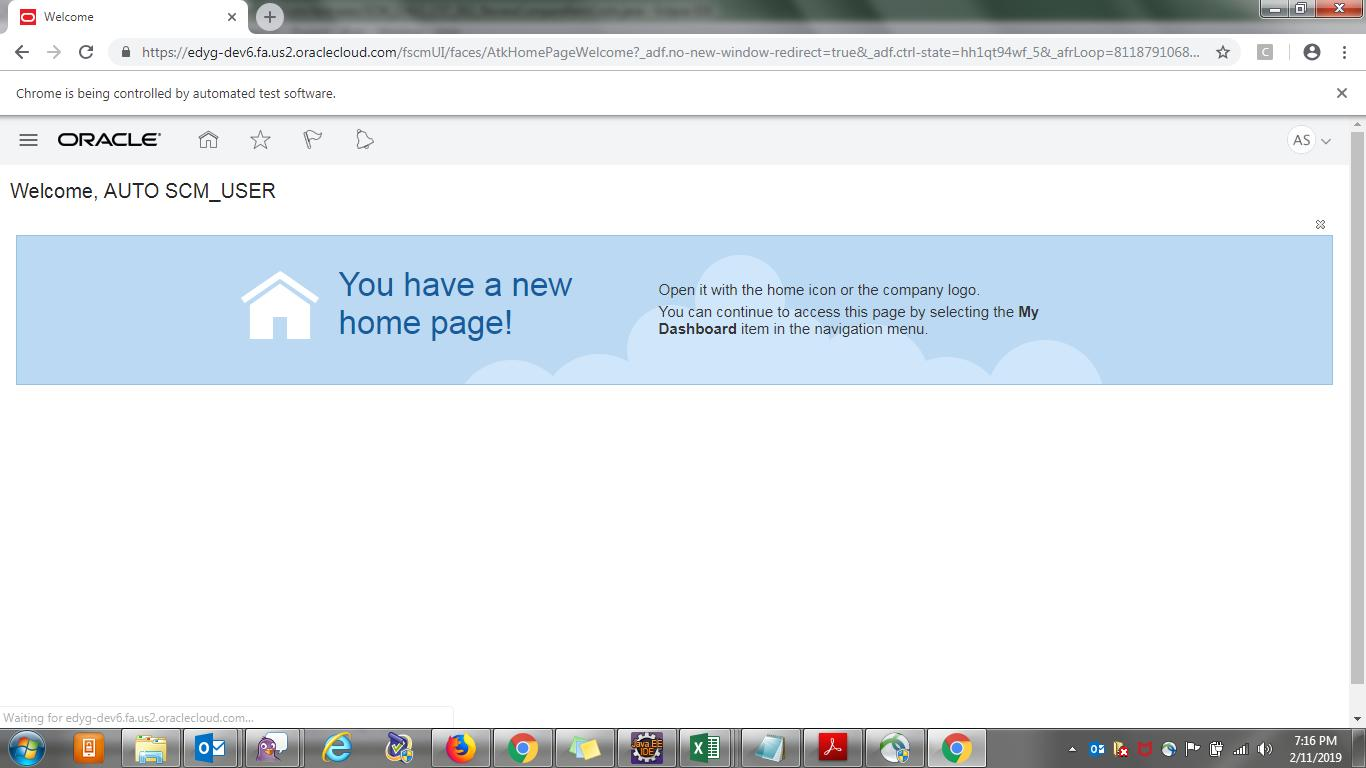 Welcome
https://edyg-dev6.fa.us2.oraclecloud.com/fscmUI/faces/AtkHomePageWelcome?_adf.no-new-window-redirect=true&_adf.ctrl-state=hh1qt94wf_5&_afrLoop=8118791068...
C
Chrome is being controlled by automated test software.
ORACLE
AS
Welcome, AUTO SCM_USER
You have a new
home page!
Open it with the home icon or the company logo.
You can continue to access this page by selecting the My
Dashboard item in the navigation menu.
Waiting for edyg-dev6.fa.us2.oraclecloud.com...
Java EE
IDE
7:16 PM
2/11/2019